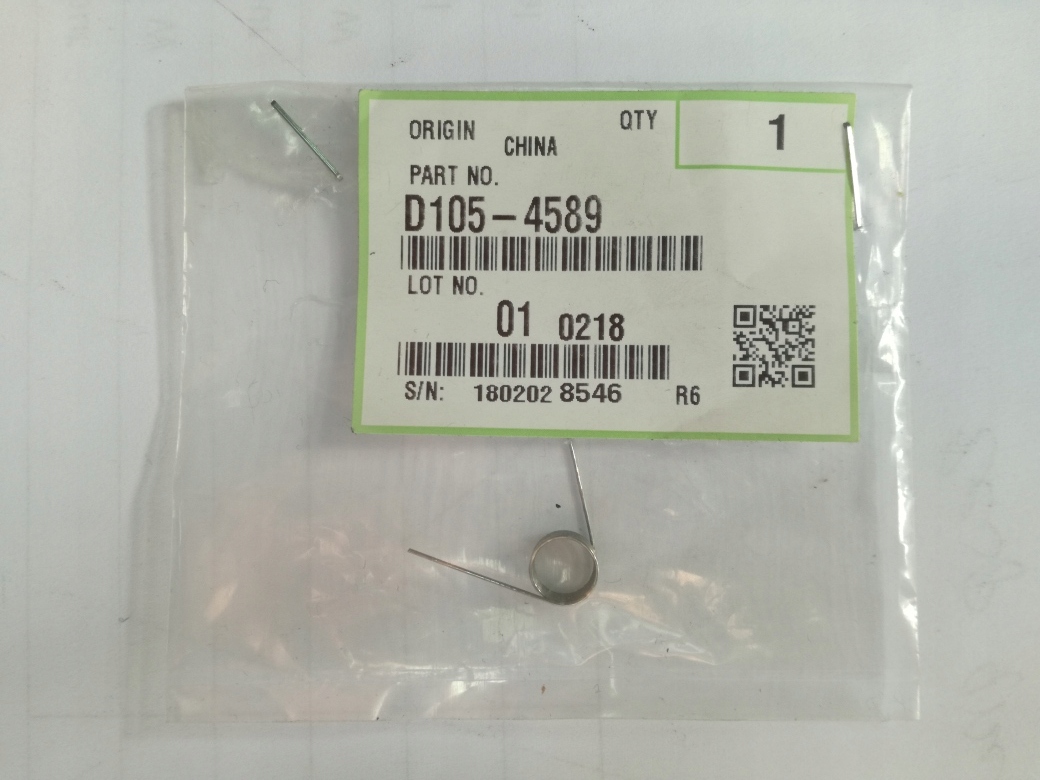 ORIGIN CHINA QTY 1
PART NO.
D105-4589
LOT NO.
01 0218
S/N: 180202 8546 R6